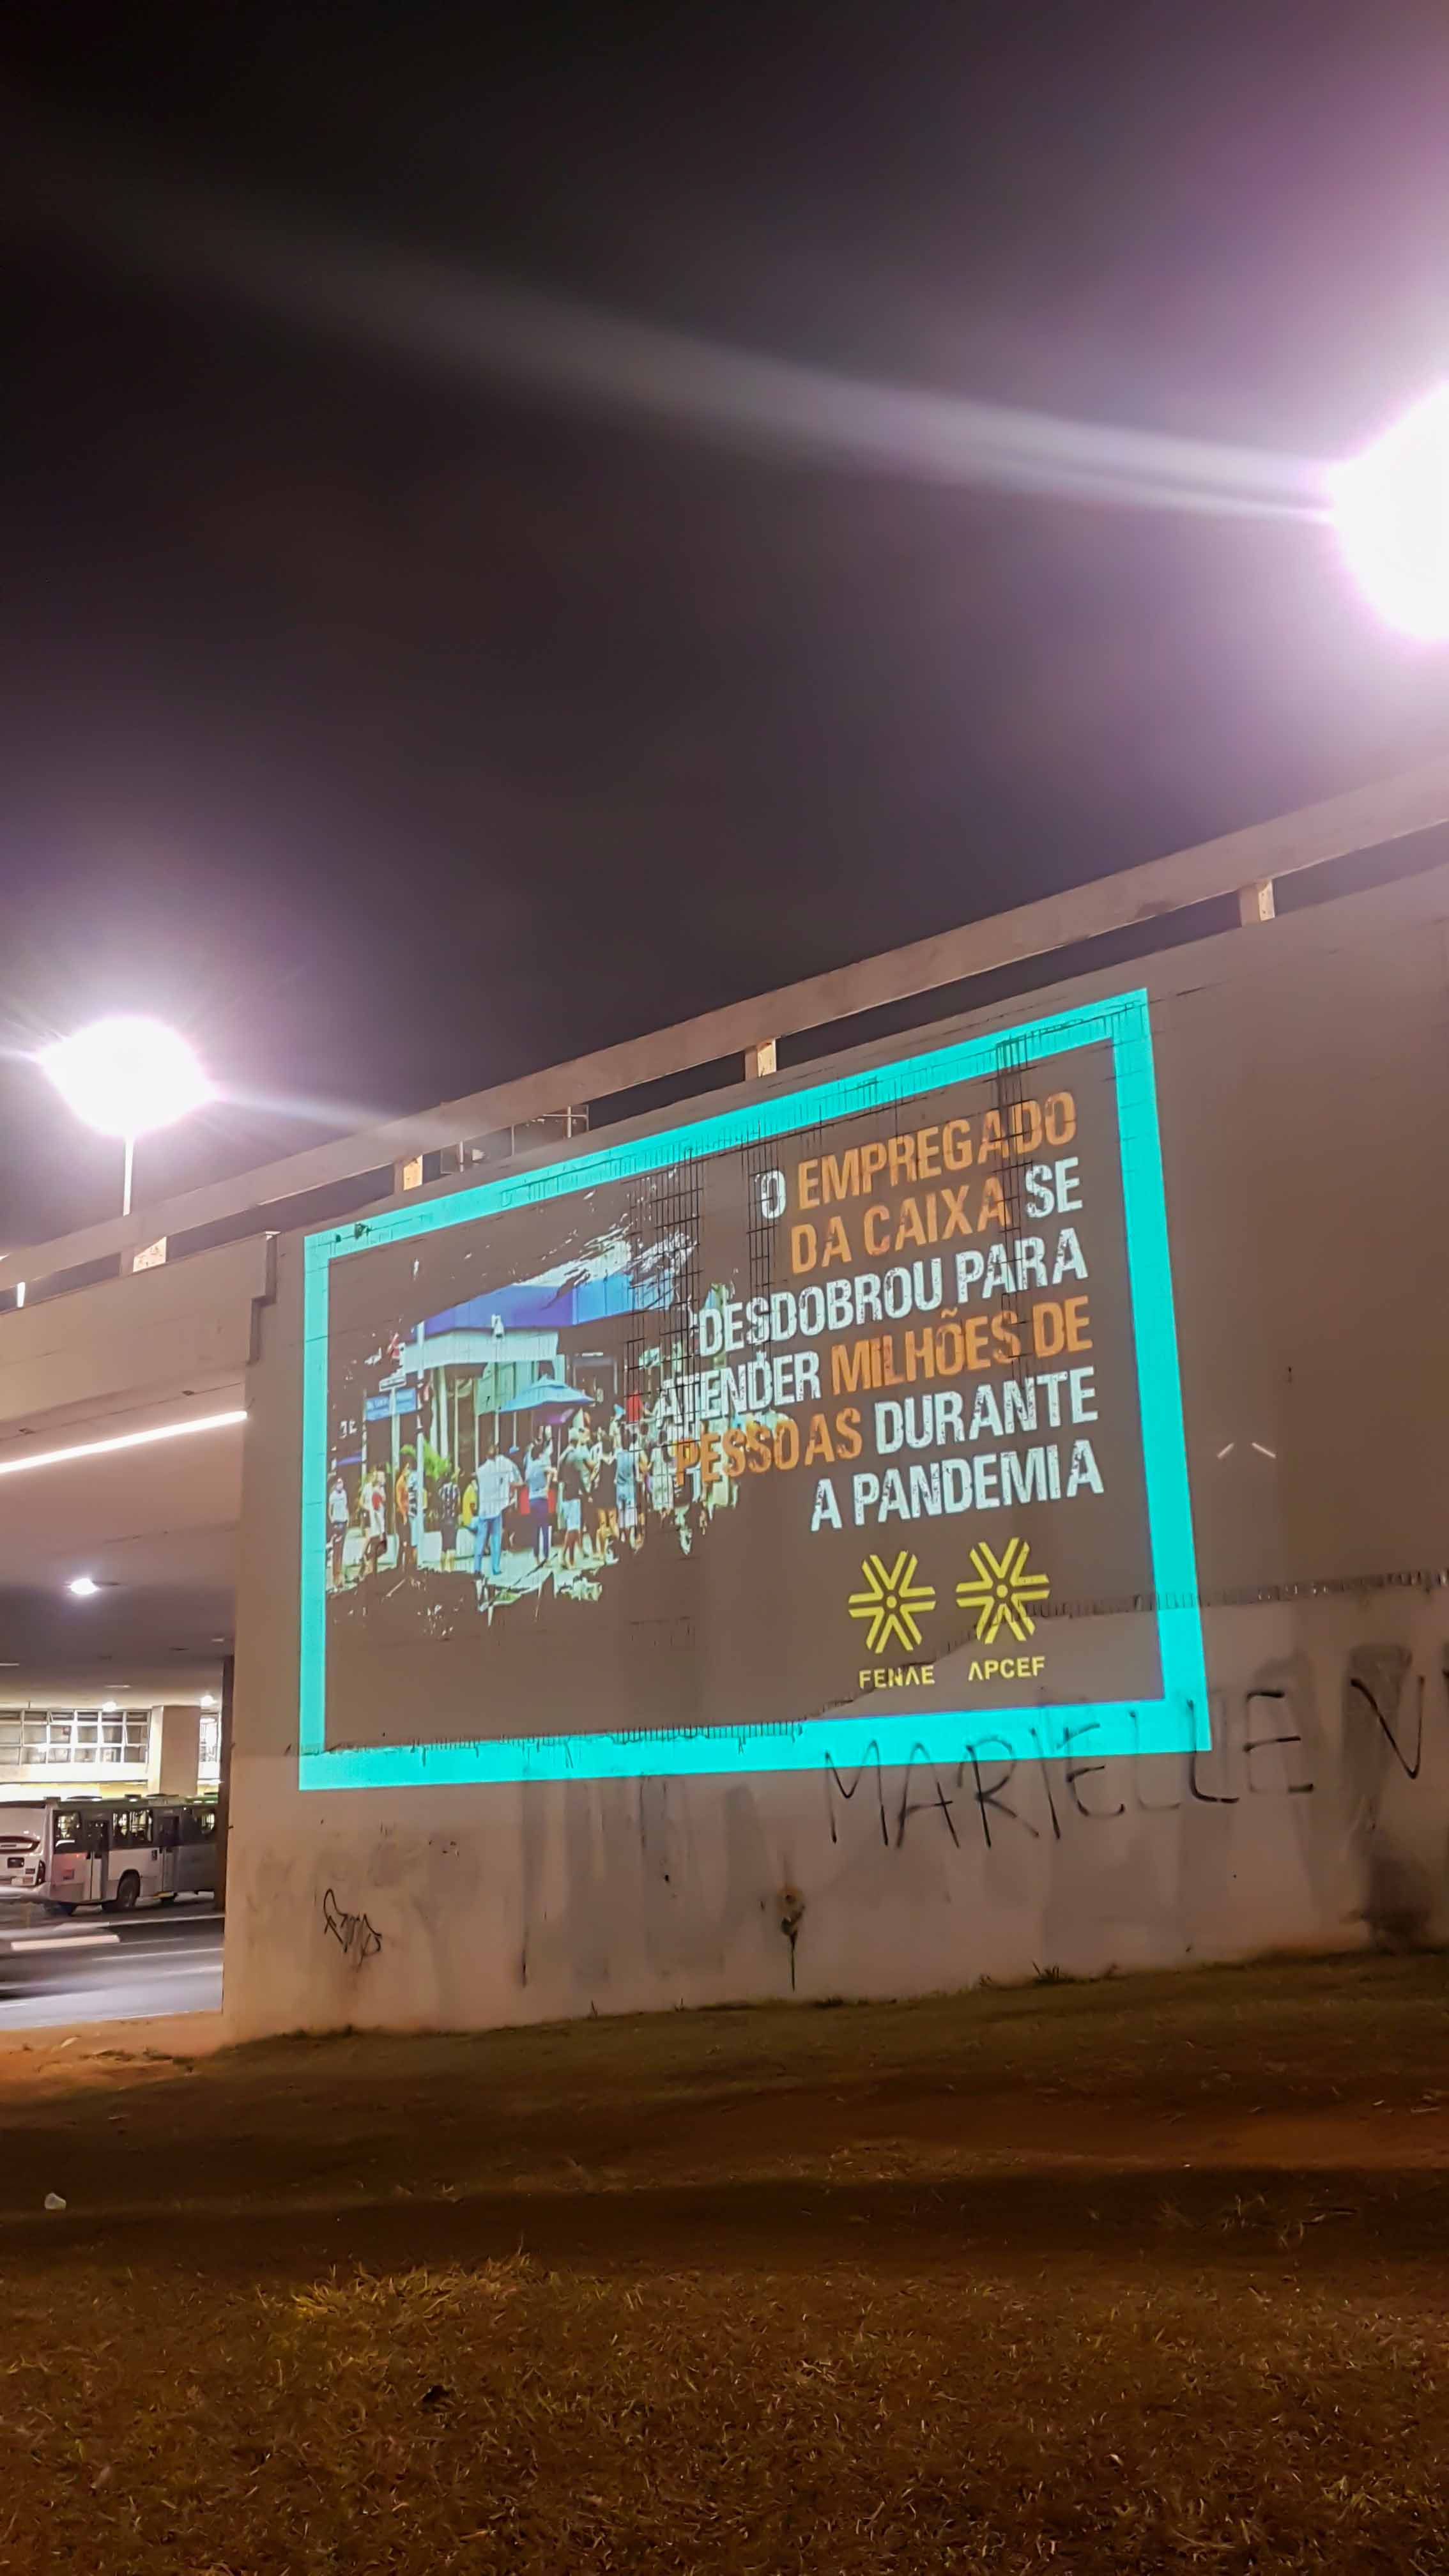 O EMPREGADO
DA CAIXA SE
DESDOBROU PARA
ATENDER MILHÕES DE
PESSOAS DURANTE
A PANDEMIA
FENAE APCEF
MARIELLE V